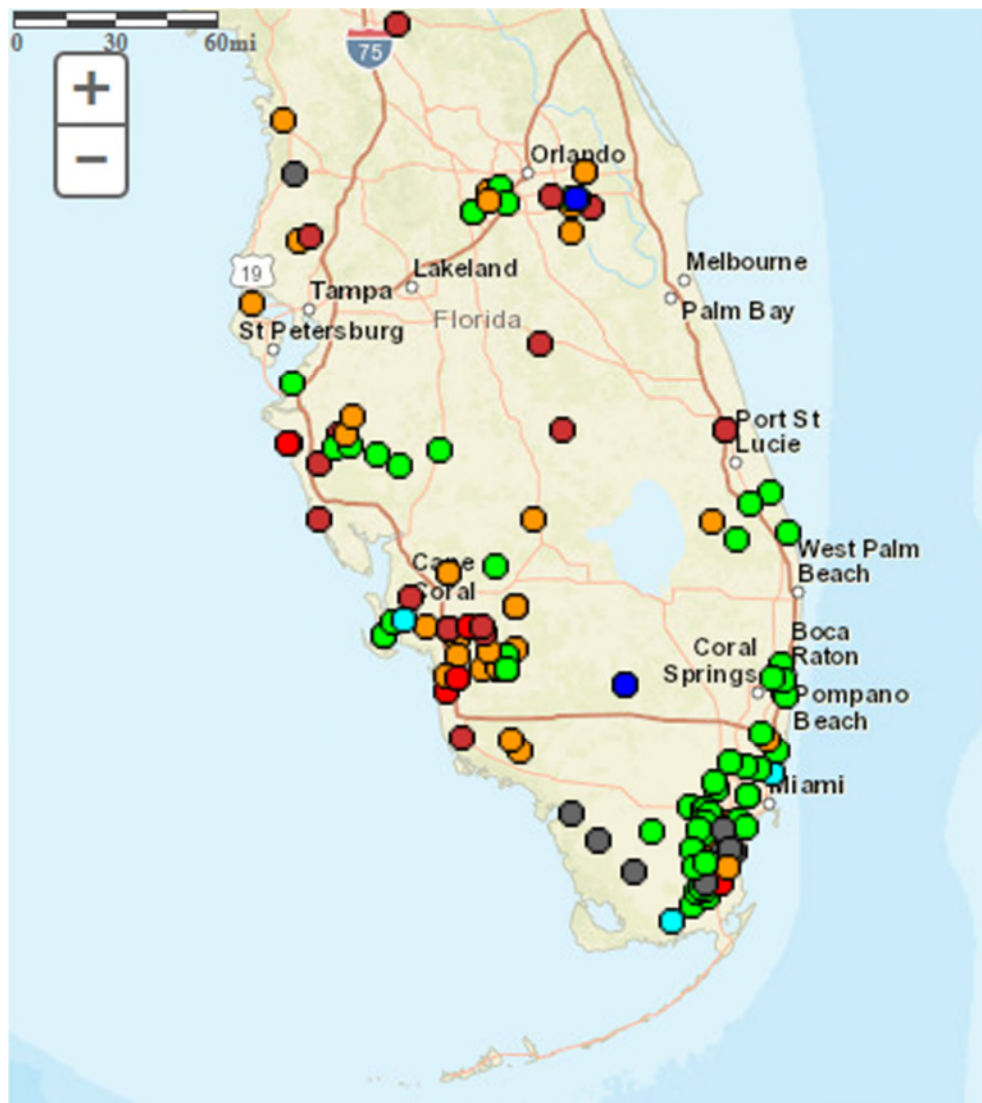 0 30 60mi
75
+
−
Orlando
Melbourne
19
Lakeland
Tampa
Palm Bay
Florida
St Petersburg
Port St
Lucie
West Palm
Beach
Cape
Coral
Boca
Raton
Coral
Springs
Pompano
Beach
Miami